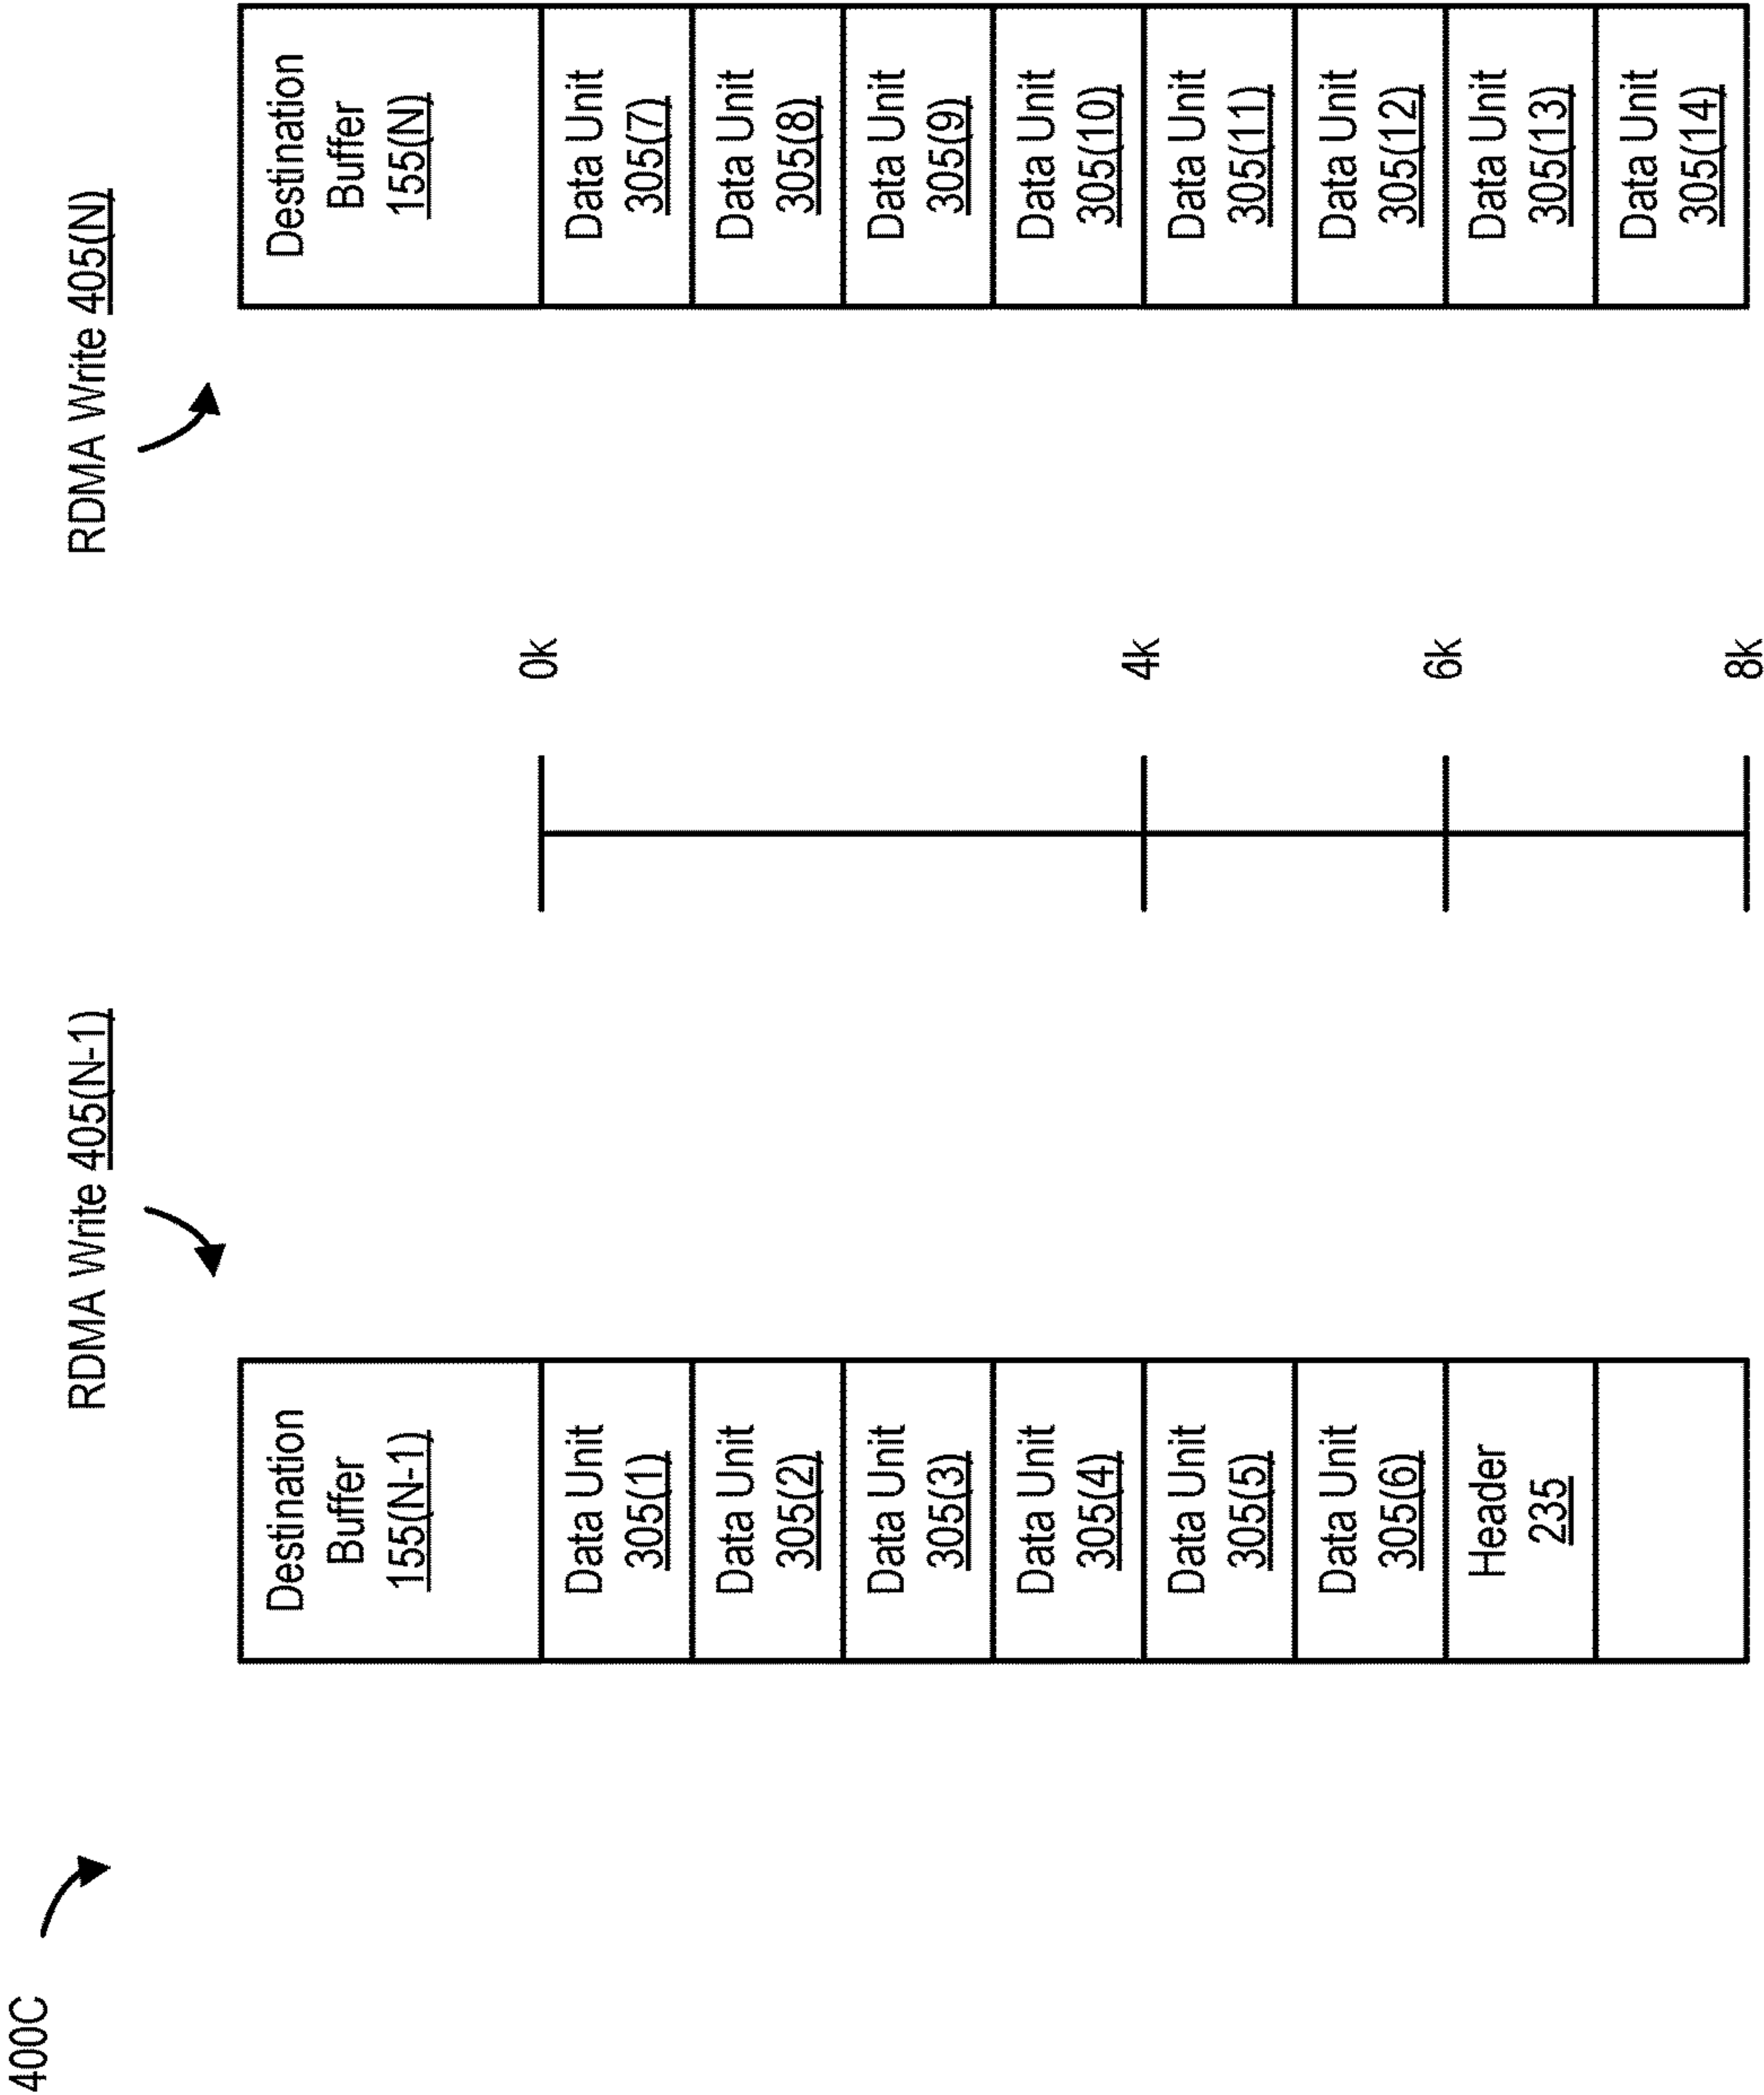 400C
RDMA Write 405(N-1)
RDMA Write 405(N)
Destination
Buffer
155(N-1)
Data Unit
305(1)
Data Unit
305(2)
Data Unit
305(3)
Data Unit
305(4)
Data Unit
305(5)
Data Unit
305(6)
Header
235
0k
4k
6k
8k
Destination
Buffer
155(N)
Data Unit
305(7)
Data Unit
305(8)
Data Unit
305(9)
Data Unit
305(10)
Data Unit
305(11)
Data Unit
305(12)
Data Unit
305(13)
Data Unit
305(14)